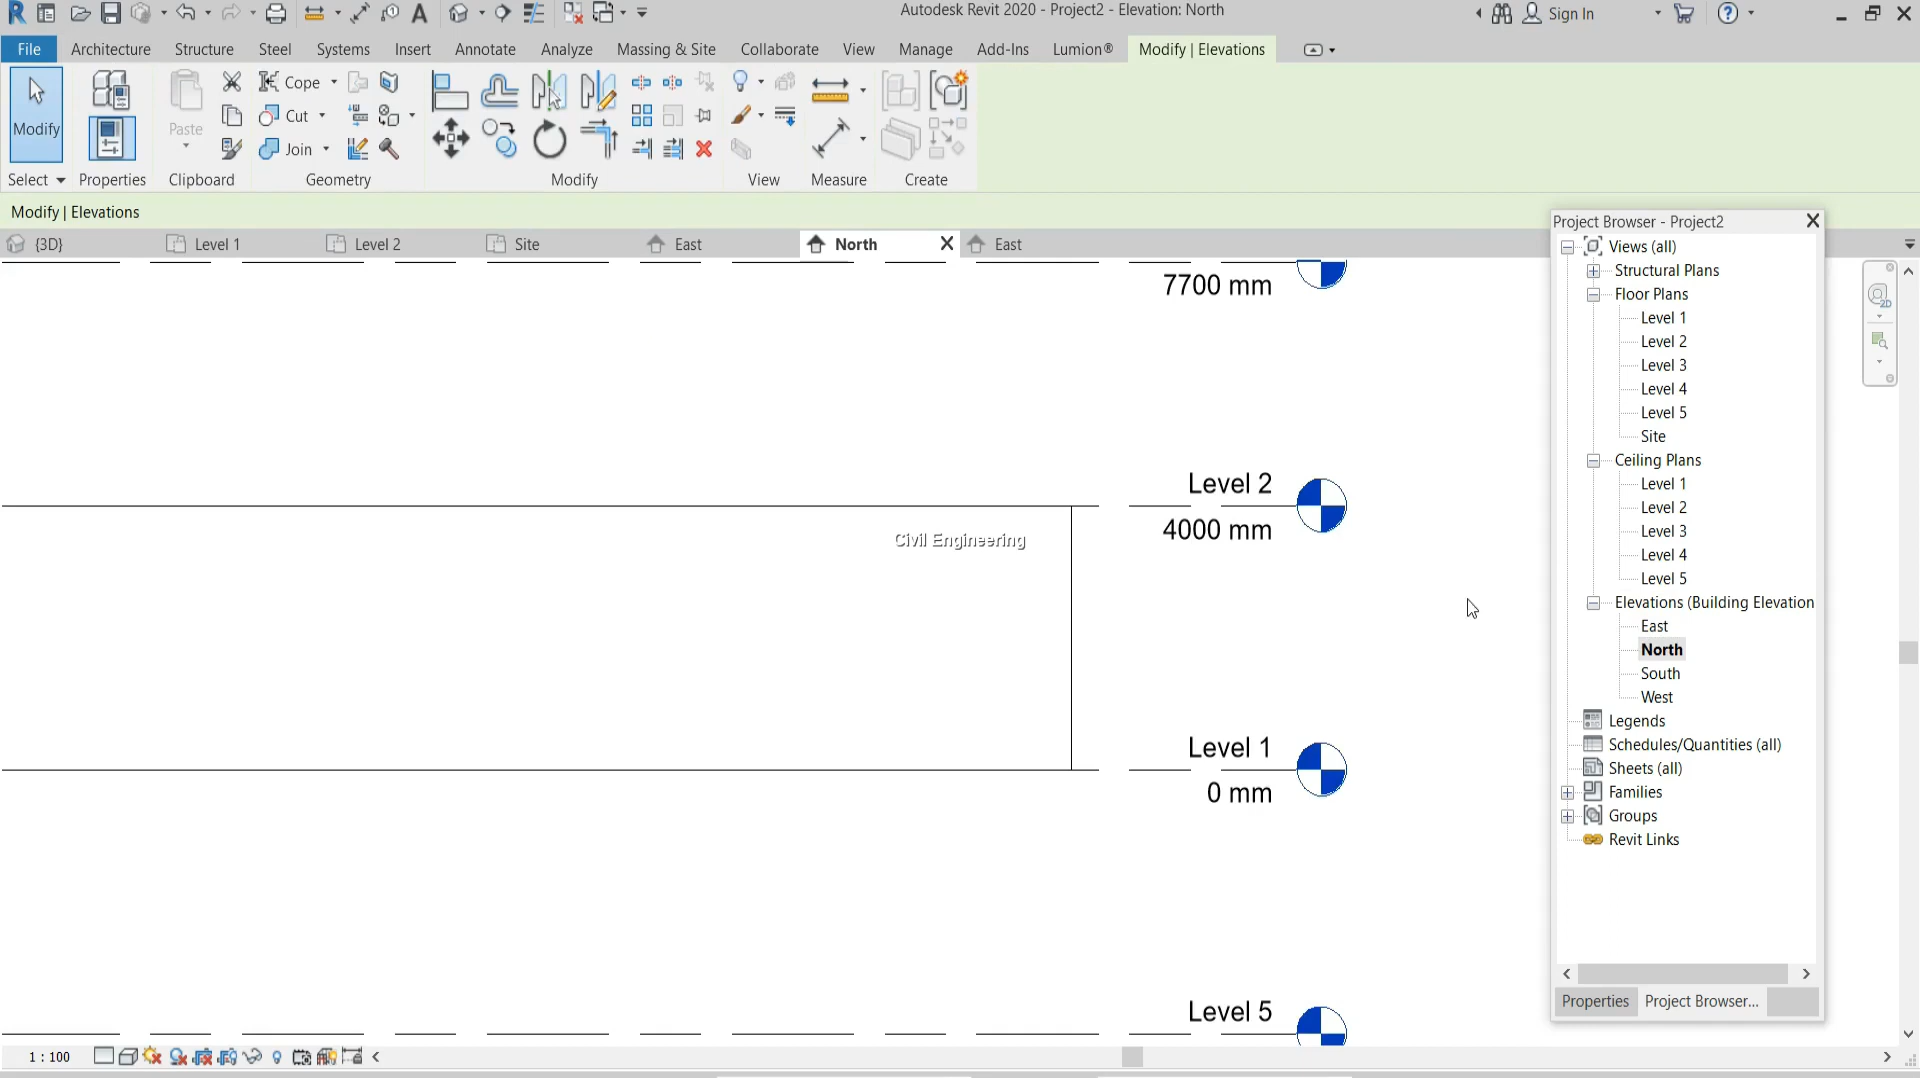 Autodesk Revit 2020 - Project2 - Elevation: North
Sign In
File Architecture Structure Steel Systems Insert Annotate Analyze Massing & Site Collaborate View Manage Add-Ins Lumion® Modify | Elevations
Modify
Paste
Cope
Cut
Join
Select Properties Clipboard Geometry Modify View Measure Create
Modify | Elevations
{3D} Level 1 Level 2 Site East North East
7700 mm
Level 2
4000 mm
Civil Engineering
Level 1
0 mm
Level 5
Project Browser - Project2
Views (all)
Structural Plans
Floor Plans
Level 1
Level 2
Level 3
Level 4
Level 5
Site
Ceiling Plans
Level 1
Level 2
Level 3
Level 4
Level 5
Elevations (Building Elevation
East
North
South
West
Legends
Schedules/Quantities (all)
Sheets (all)
Families
Groups
Revit Links
Properties Project Browser...
1 : 100